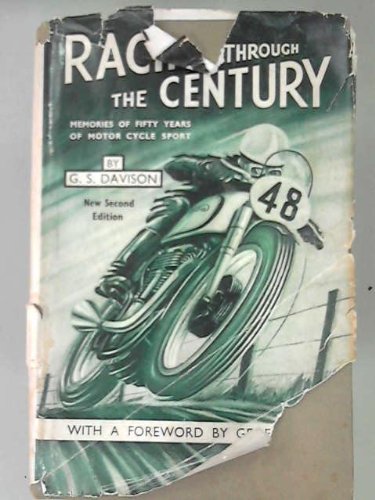 RACI THROUGH
THE CENTURY
MEMORIES OF FIFTY YEARS
OF MOTOR CYCLE SPORT
BY
G. S. DAVISON
New Second
Edition
48
WITH A FOREWORD BY